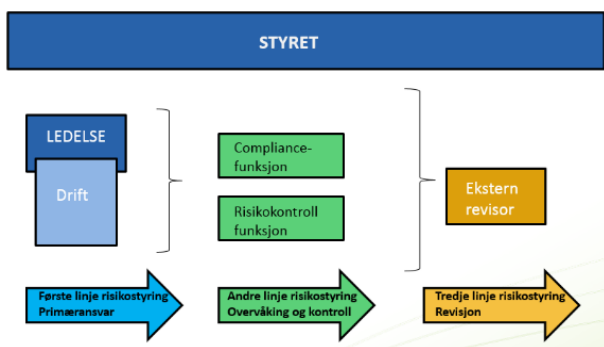 STYRET
LEDELSE
Drift
Compliance-
funksjon
Risikokontroll
funksjon
Ekstern
revisor
Første linje risikostyring
Primæransvar
Andre linje risikostyring
Overvåking og kontroll
Tredje linje risikostyring
Revisjon